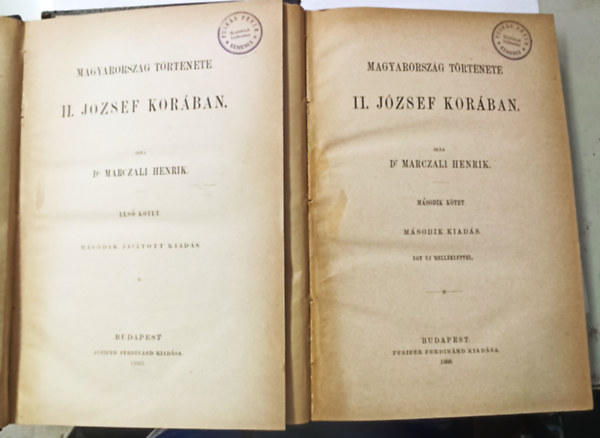 MAGYARORSZÁG TÖRTÉNETE
II. JÓZSEF KORÁBAN.
IRTA
Dr MARCZALI HENRIK.
ELSŐ KÖTET
MÁSODIK JAVÍTOTT KIADÁS
BUDAPEST
PFEIFER FERDINÁND KIADÁSA.
MAGYARORSZÁG TÖRTÉNETE
II. JÓZSEF KORÁBAN.
IRTA
Dr MARCZALI HENRIK.
MÁSODIK KÖTET.
MÁSODIK KIADÁS.
EGY ÚJ MELLÉKLETTEL.
BUDAPEST.
PFEIFER FERDINÁND KIADÁSA.
1888.